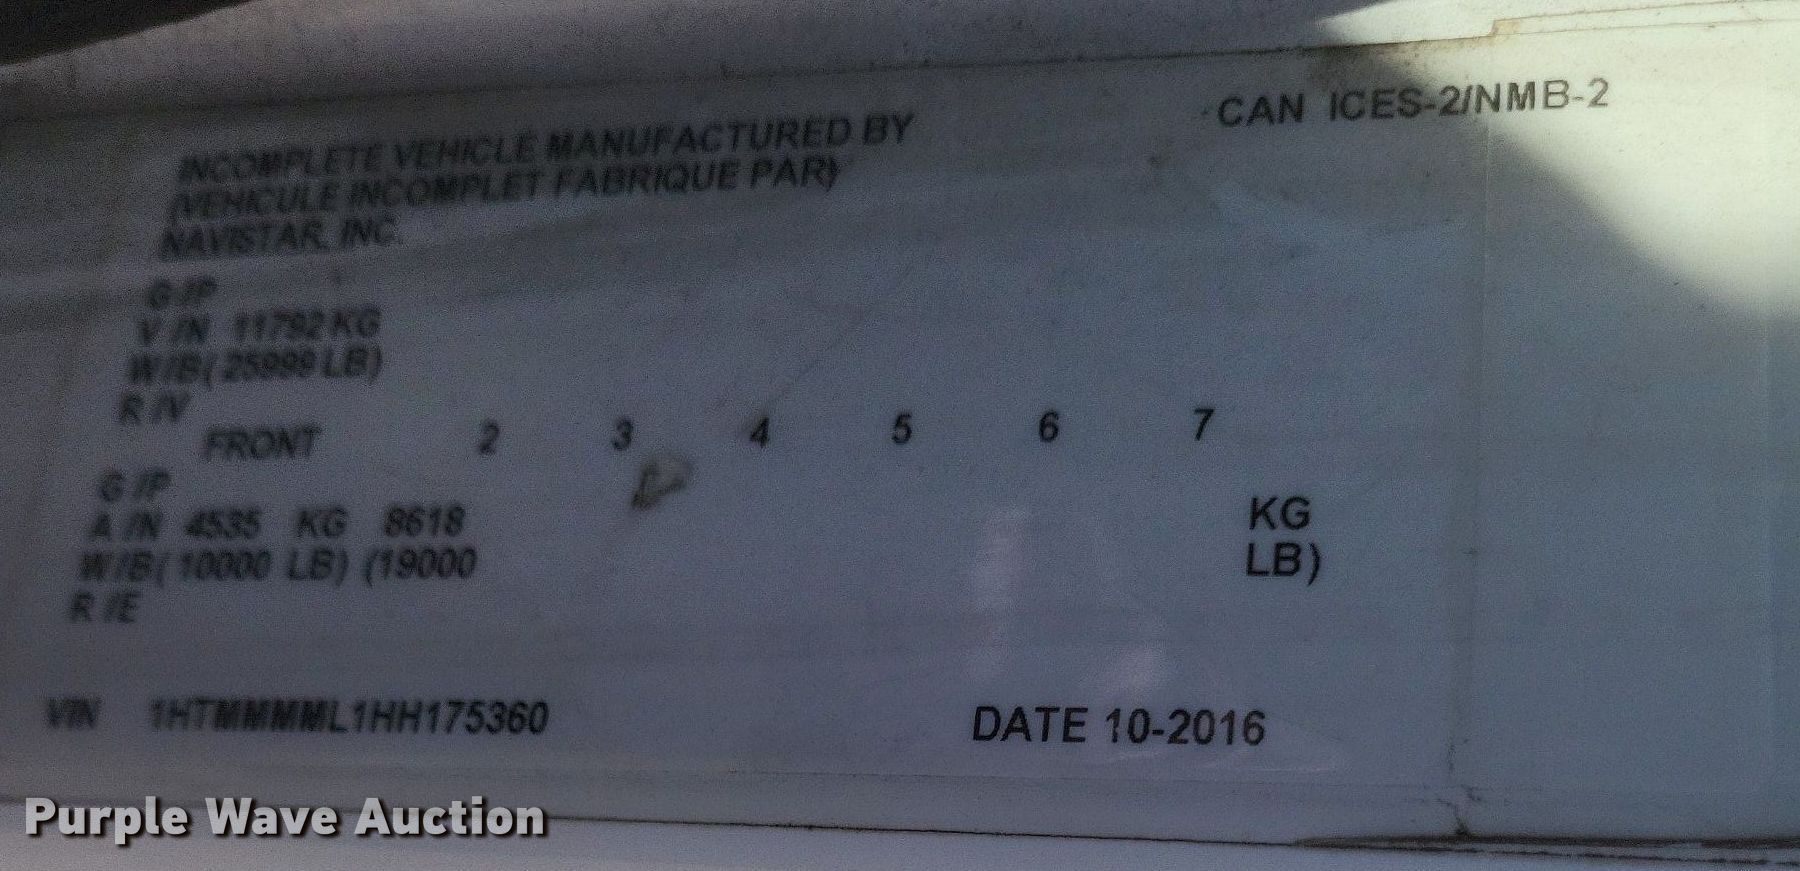 CAN ICES-2/NMB-2
INCOMPLETE VEHICLE MANUFACTURED BY
(VEHICULE INCOMPLET FABRIQUE PAR)
NAVISTAR, INC.
G /P
V /N 11792 KG
W/B( 25999 LB)
R /V
FRONT 2 3 4 5 6 7
G /P
A /N 4535 KG 8618 KG
W/B( 10000 LB) (19000 LB)
R /E
VIN 1HTMMMML1HH175360 DATE 10-2016
Purple Wave Auction